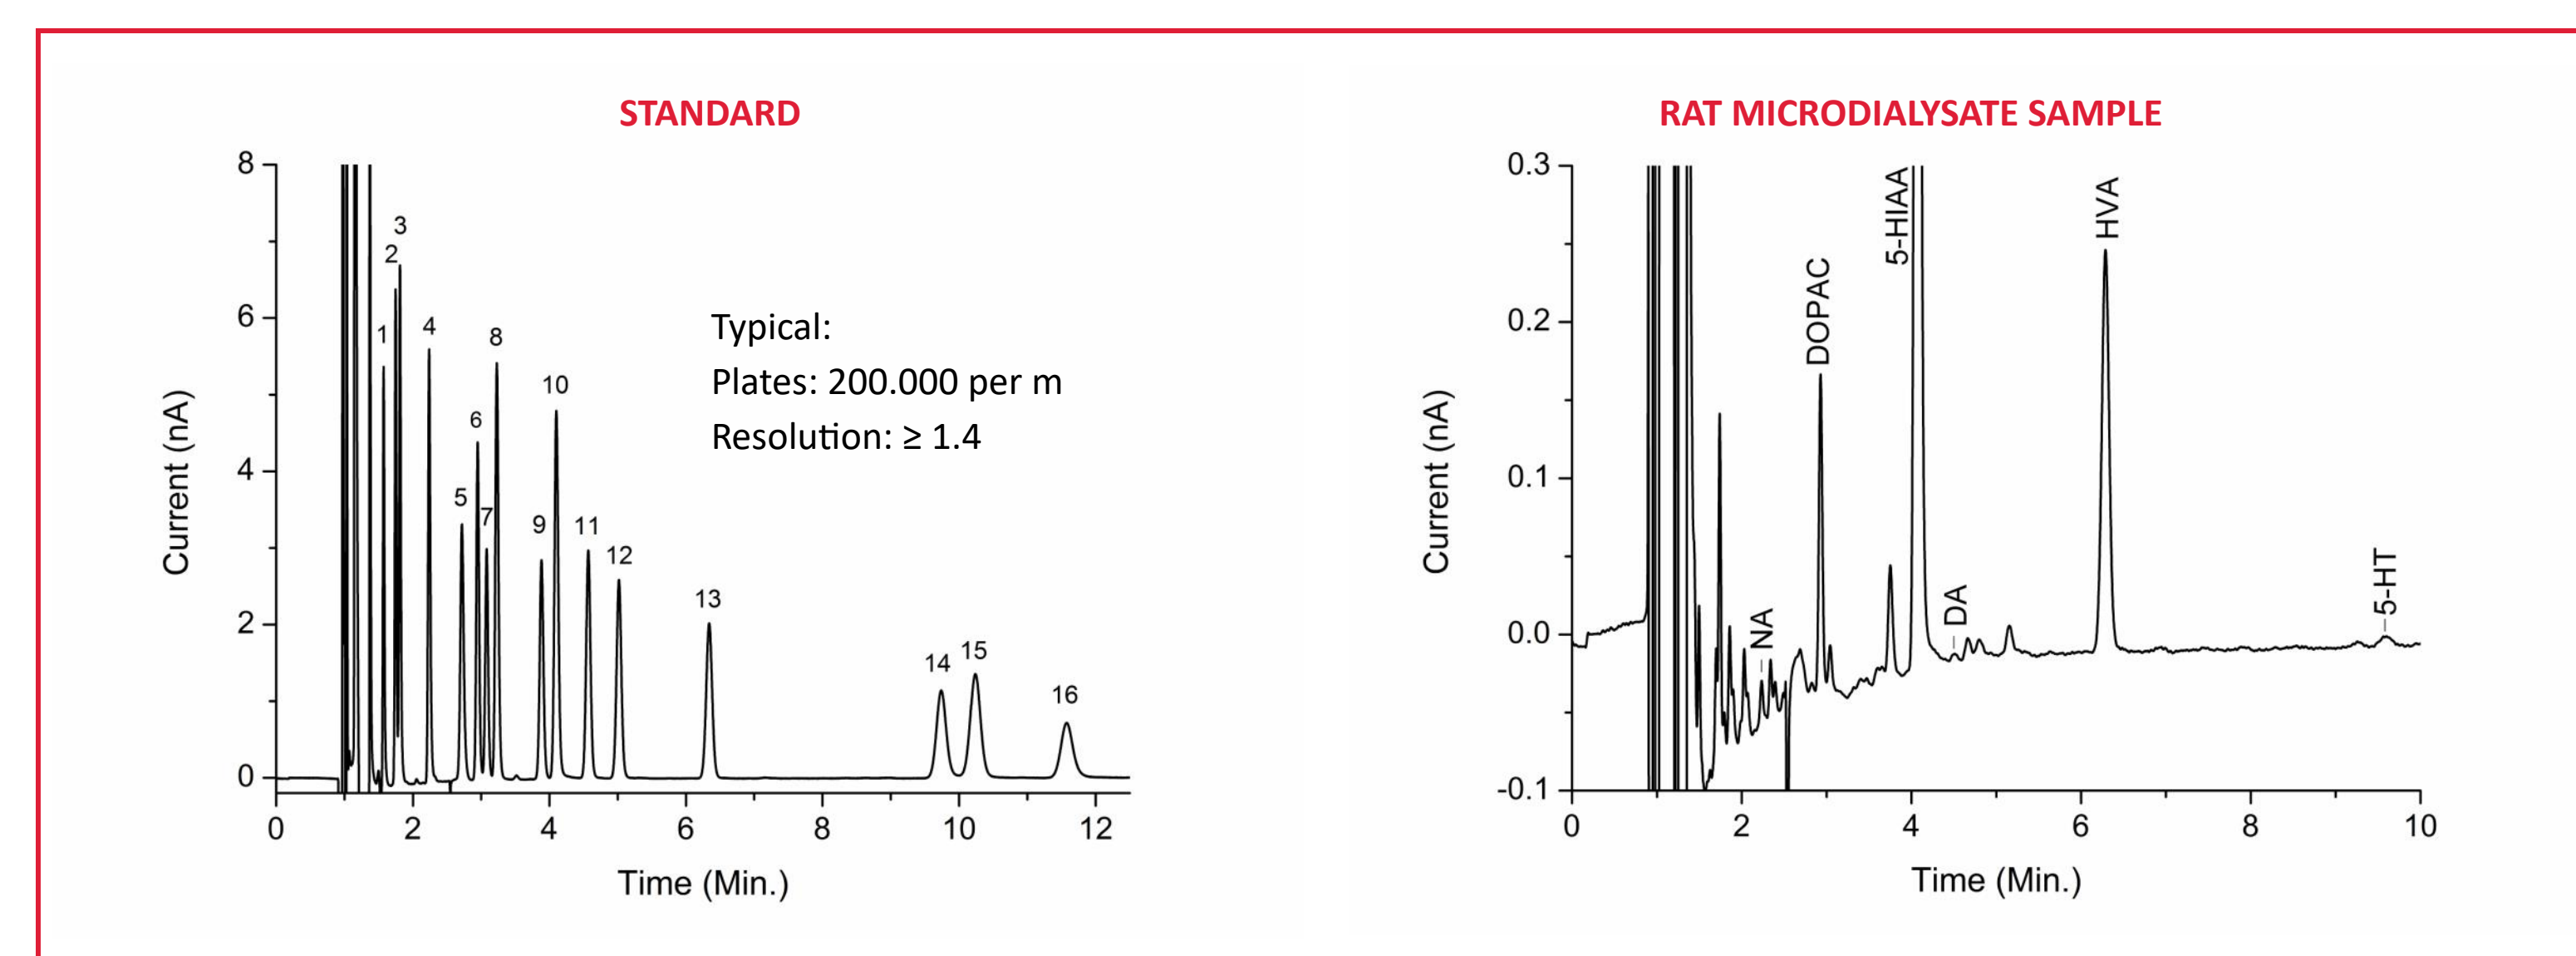 STANDARD
8
6
4
2
0
Current (nA)
1
2
3
4
5
6
7
8
9
10
11
12
13
14
15
16
Typical:
Plates: 200.000 per m
Resolution: ≥ 1.4
0 2 4 6 8 10 12
Time (Min.)
RAT MICRODIALYSATE SAMPLE
0.3
0.2
0.1
0.0
-0.1
Current (nA)
NA
DOPAC
5-HIAA
DA
HVA
5-HT
0 2 4 6 8 10
Time (Min.)